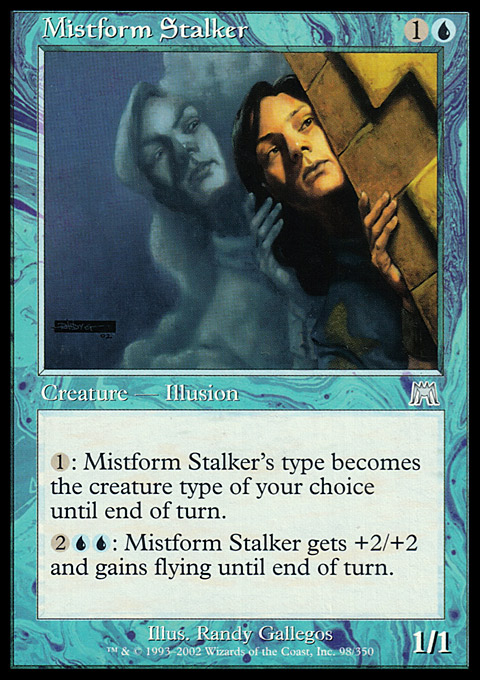 Mistform Stalker 1
Creature — Illusion
1: Mistform Stalker's type becomes
the creature type of your choice
until end of turn.
2: Mistform Stalker gets +2/+2
and gains flying until end of turn.
Illus. Randy Gallegos
™ & © 1993-2002 Wizards of the Coast, Inc. 98/350
1/1